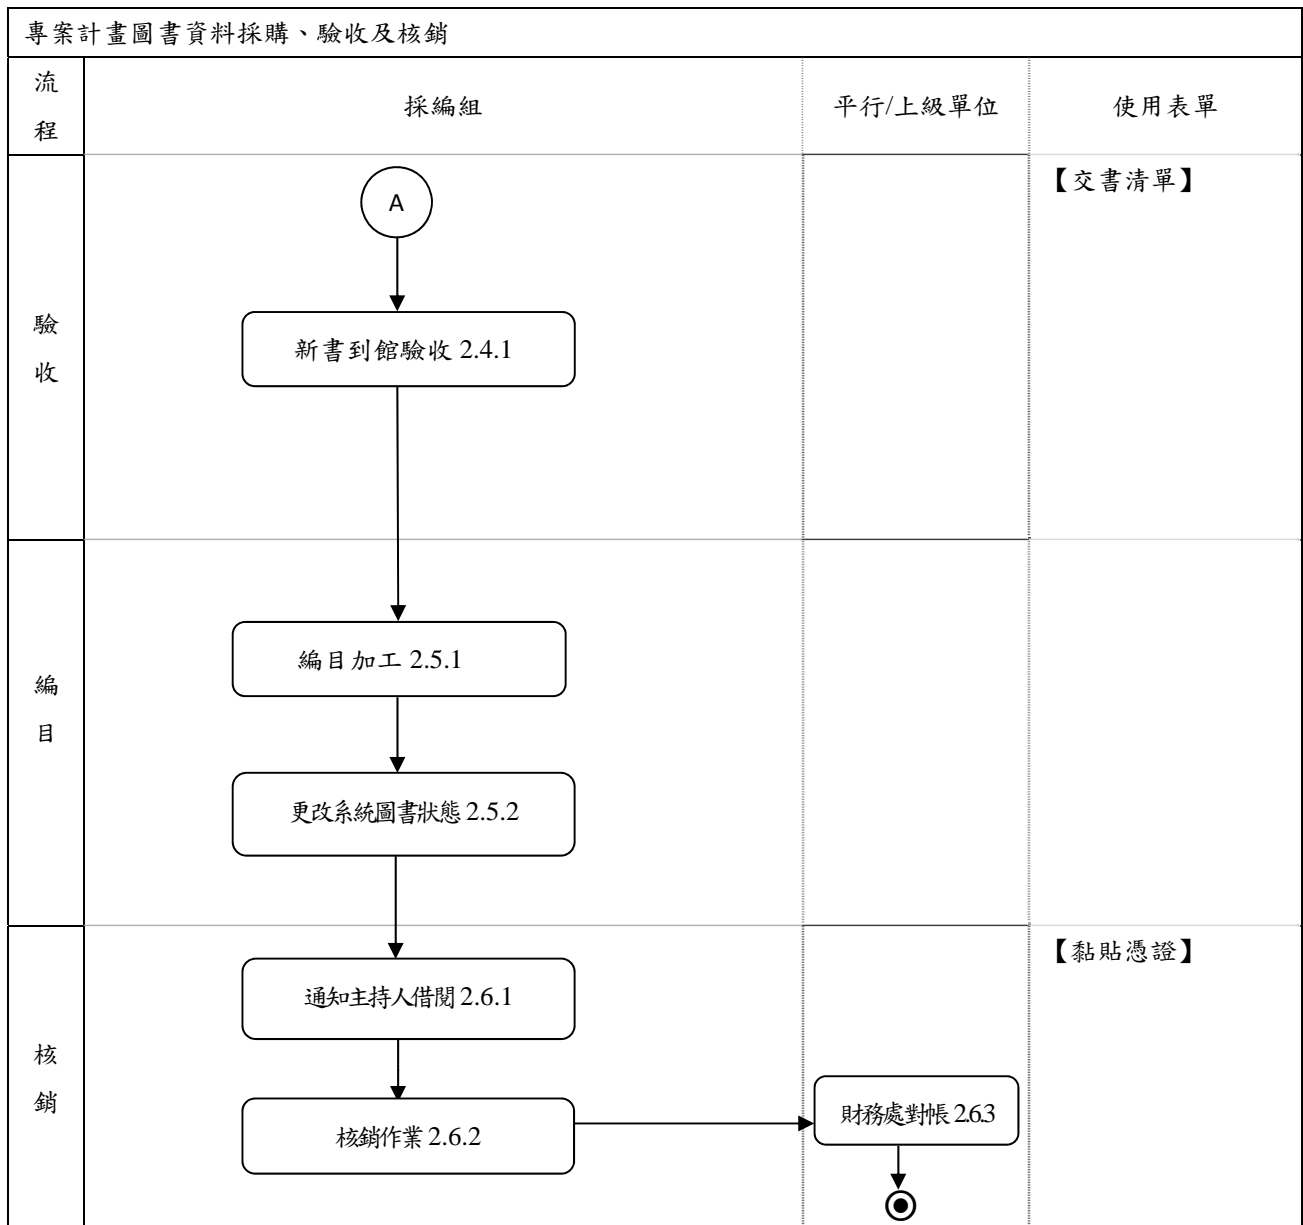 專案計畫圖書資料採購、驗收及核銷
流程
採編組
平行/上級單位
使用表單
驗收
A
【交書清單】
新書到館驗收 2.4.1
編目
編目加工 2.5.1
更改系統圖書狀態 2.5.2
核銷
【黏貼憑證】
通知主持人借閱 2.6.1
核銷作業 2.6.2
財務處對帳 2.6.3